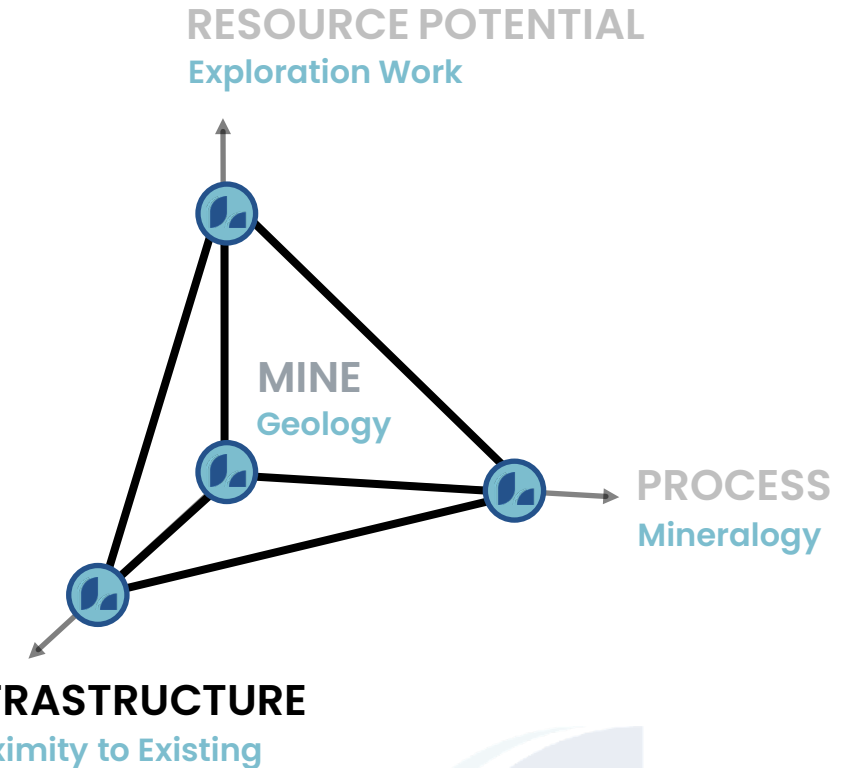 RESOURCE POTENTIAL
Exploration Work
MINE
Geology
PROCESS
Mineralogy
FRASTRUCTURE
ximity to Existing